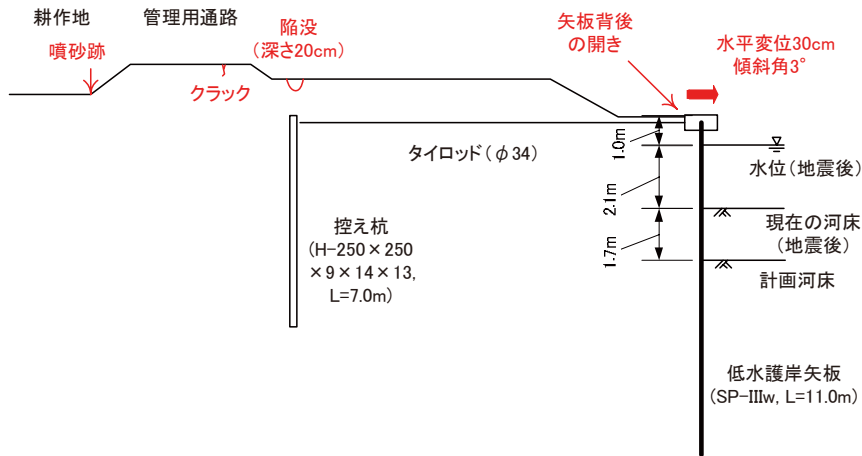 耕作地
管理用通路
噴砂跡
クラック
陥没
(深さ20cm)
矢板背後
の開き
水平変位30cm
傾斜角3°
タイロッド(φ34)
1.0m
2.1m
1.7m
水位(地震後)
現在の河床
(地震後)
計画河床
控え杭
(H-250×250
×9×14×13,
L=7.0m)
低水護岸矢板
(SP-IIIw, L=11.0m)